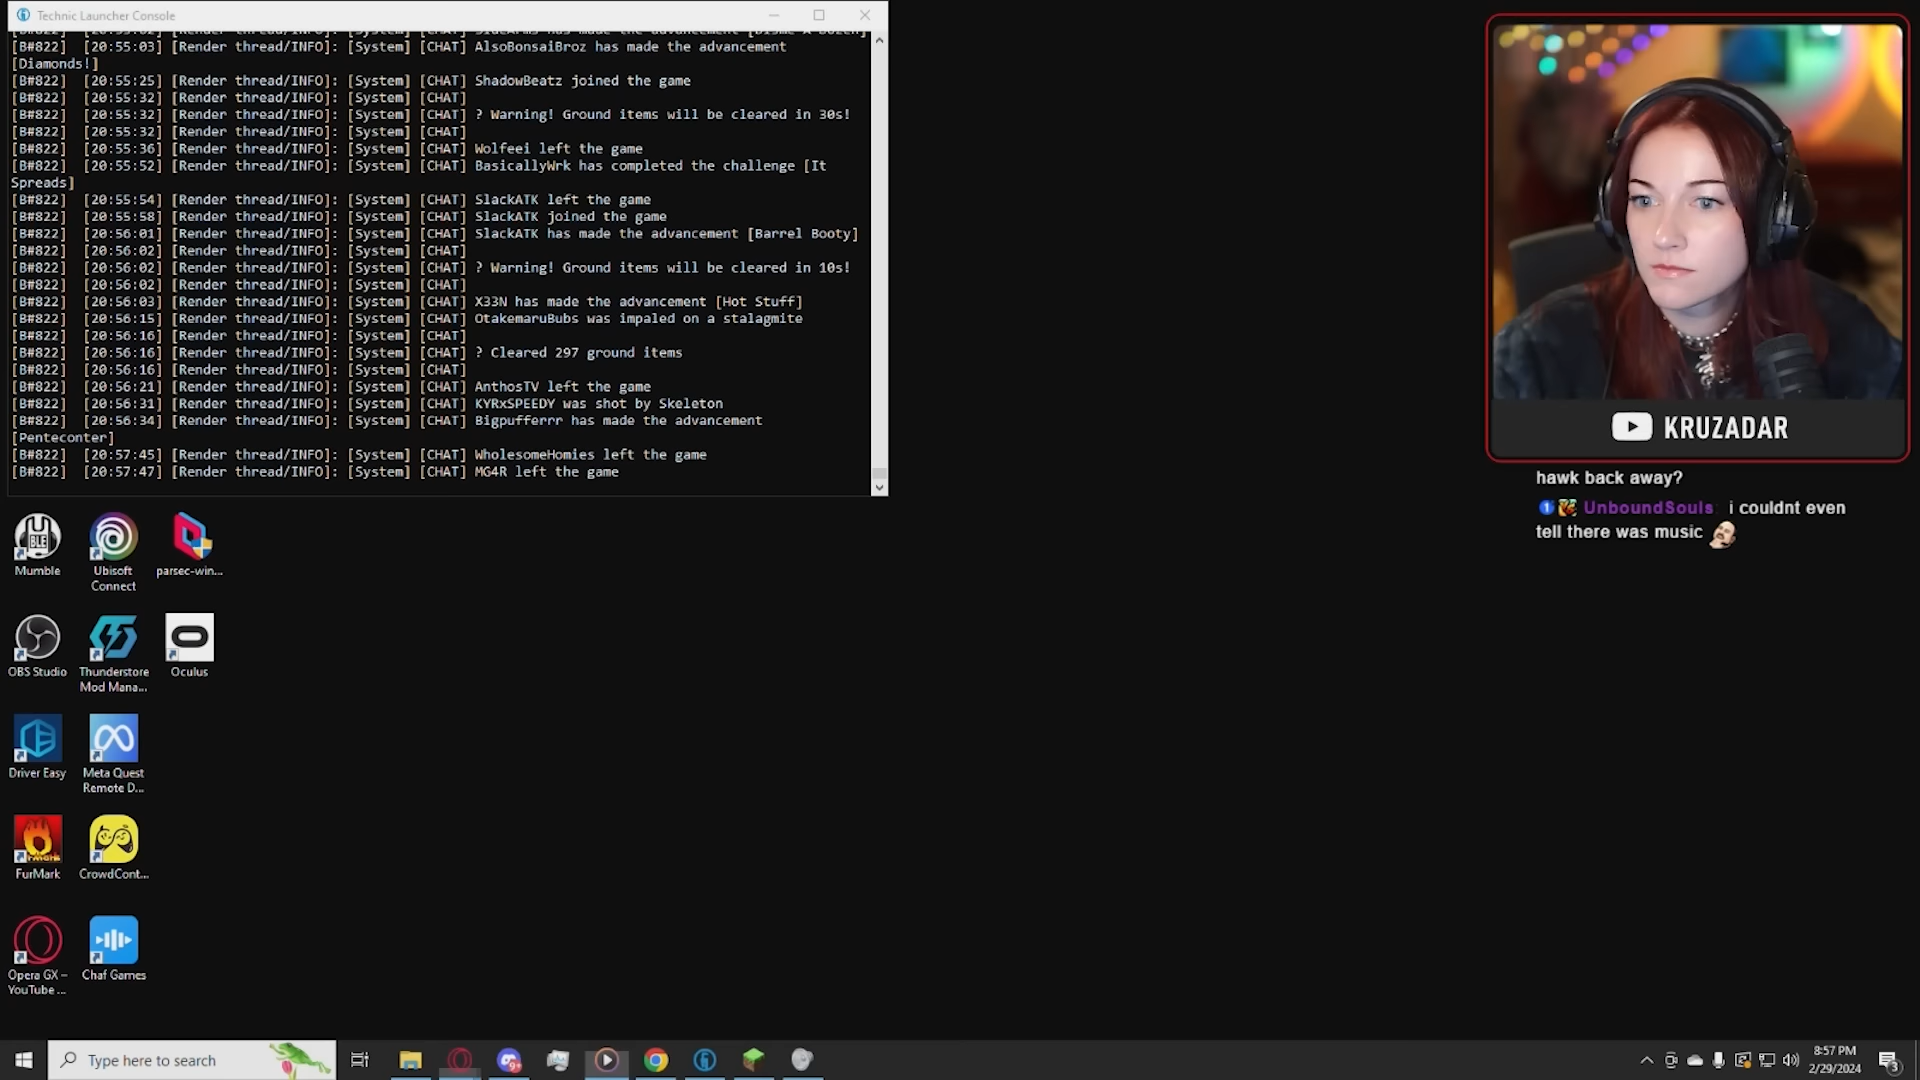 Technic Launcher Console
[B#822] [20:55:03] [Render thread/INFO]: [System] [CHAT] AlsoBonsaiBroz has made the advancement
[Diamonds!]
[B#822] [20:55:25] [Render thread/INFO]: [System] [CHAT] ShadowBeatz joined the game
[B#822] [20:55:32] [Render thread/INFO]: [System] [CHAT]
[B#822] [20:55:32] [Render thread/INFO]: [System] [CHAT] ? Warning! Ground items will be cleared in 30s!
[B#822] [20:55:32] [Render thread/INFO]: [System] [CHAT]
[B#822] [20:55:36] [Render thread/INFO]: [System] [CHAT] Wolfeei left the game
[B#822] [20:55:52] [Render thread/INFO]: [System] [CHAT] BasicallyWrk has completed the challenge [It
Spreads]
[B#822] [20:55:54] [Render thread/INFO]: [System] [CHAT] SlackATK left the game
[B#822] [20:55:58] [Render thread/INFO]: [System] [CHAT] SlackATK joined the game
[B#822] [20:56:01] [Render thread/INFO]: [System] [CHAT] SlackATK has made the advancement [Barrel Booty]
[B#822] [20:56:02] [Render thread/INFO]: [System] [CHAT]
[B#822] [20:56:02] [Render thread/INFO]: [System] [CHAT] ? Warning! Ground items will be cleared in 10s!
[B#822] [20:56:02] [Render thread/INFO]: [System] [CHAT]
[B#822] [20:56:03] [Render thread/INFO]: [System] [CHAT] X33N has made the advancement [Hot Stuff]
[B#822] [20:56:15] [Render thread/INFO]: [System] [CHAT] OtakemaruBubs was impaled on a stalagmite
[B#822] [20:56:16] [Render thread/INFO]: [System] [CHAT]
[B#822] [20:56:16] [Render thread/INFO]: [System] [CHAT] ? Cleared 297 ground items
[B#822] [20:56:16] [Render thread/INFO]: [System] [CHAT]
[B#822] [20:56:21] [Render thread/INFO]: [System] [CHAT] AnthosTV left the game
[B#822] [20:56:31] [Render thread/INFO]: [System] [CHAT] KYRxSPEEDY was shot by Skeleton
[B#822] [20:56:34] [Render thread/INFO]: [System] [CHAT] Bigpufferrr has made the advancement
[Penteconter]
[B#822] [20:57:45] [Render thread/INFO]: [System] [CHAT] WholesomeHomies left the game
[B#822] [20:57:47] [Render thread/INFO]: [System] [CHAT] MG4R left the game
KRUZADAR
hawk back away?
1 UnboundSouls i couldnt even
tell there was music
Mumble
Ubisoft
Connect
parsec-win...
OBS Studio
Thunderstore
Mod Mana...
Oculus
Driver Easy
Meta Quest
Remote D...
FurMark
CrowdCont...
Opera GX –
YouTube ...
Chaf Games
Type here to search
9+
8:57 PM
2/29/2024
3